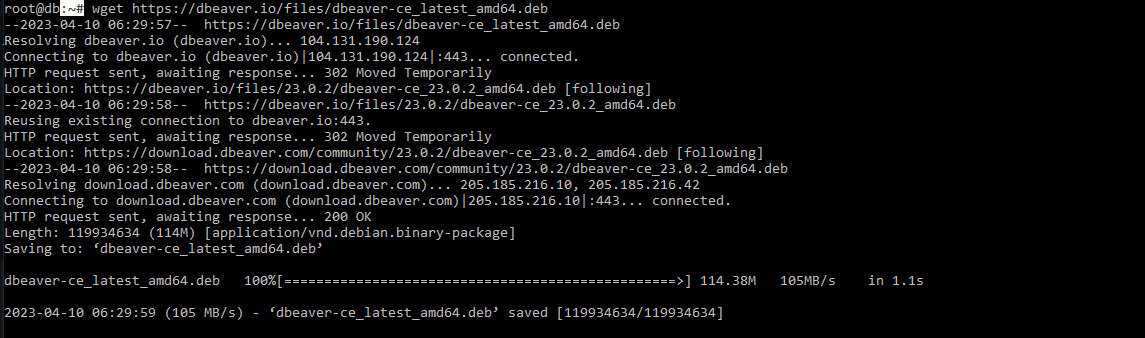 root@db:~# wget https://dbeaver.io/files/dbeaver-ce_latest_amd64.deb
--2023-04-10 06:29:57--  https://dbeaver.io/files/dbeaver-ce_latest_amd64.deb
Resolving dbeaver.io (dbeaver.io)... 104.131.190.124
Connecting to dbeaver.io (dbeaver.io)|104.131.190.124|:443... connected.
HTTP request sent, awaiting response... 302 Moved Temporarily
Location: https://dbeaver.io/files/23.0.2/dbeaver-ce_23.0.2_amd64.deb [following]
--2023-04-10 06:29:58--  https://dbeaver.io/files/23.0.2/dbeaver-ce_23.0.2_amd64.deb
Reusing existing connection to dbeaver.io:443.
HTTP request sent, awaiting response... 302 Moved Temporarily
Location: https://download.dbeaver.com/community/23.0.2/dbeaver-ce_23.0.2_amd64.deb [following]
--2023-04-10 06:29:58--  https://download.dbeaver.com/community/23.0.2/dbeaver-ce_23.0.2_amd64.deb
Resolving download.dbeaver.com (download.dbeaver.com)... 205.185.216.10, 205.185.216.42
Connecting to download.dbeaver.com (download.dbeaver.com)|205.185.216.10|:443... connected.
HTTP request sent, awaiting response... 200 OK
Length: 119934634 (114M) [application/vnd.debian.binary-package]
Saving to: ‘dbeaver-ce_latest_amd64.deb’
dbeaver-ce_latest_amd64.deb   100%[=================================================>] 114.38M   105MB/s    in 1.1s
2023-04-10 06:29:59 (105 MB/s) - ‘dbeaver-ce_latest_amd64.deb’ saved [119934634/119934634]